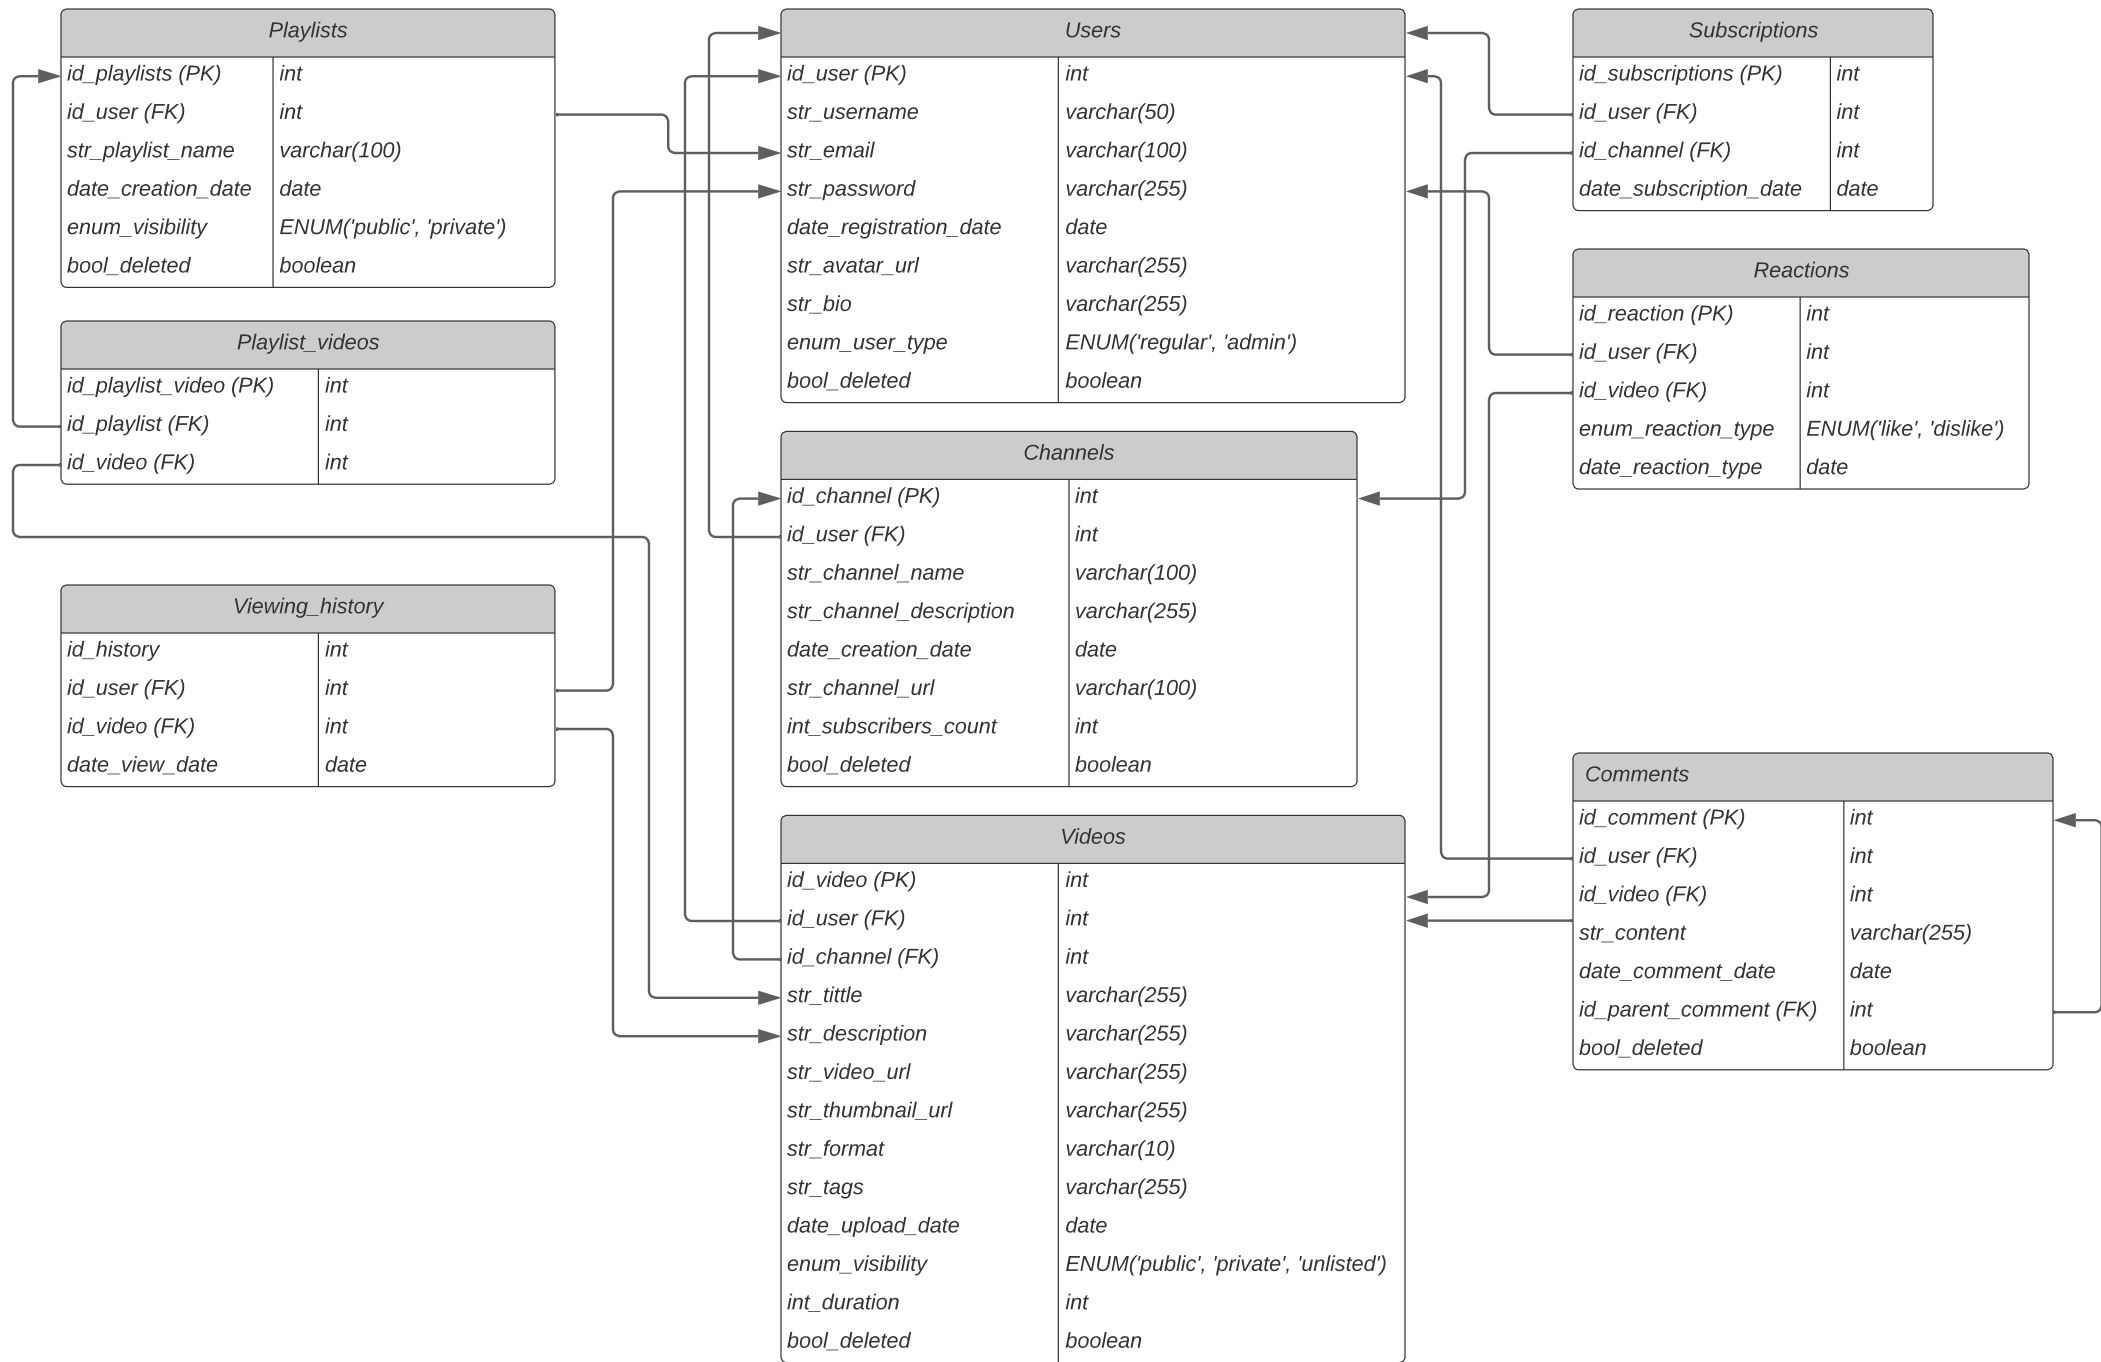 Playlists
id_playlists (PK) int
id_user (FK) int
str_playlist_name varchar(100)
date_creation_date date
enum_visibility ENUM('public', 'private')
bool_deleted boolean
Playlist_videos
id_playlist_video (PK) int
id_playlist (FK) int
id_video (FK) int
Viewing_history
id_history int
id_user (FK) int
id_video (FK) int
date_view_date date
Users
id_user (PK) int
str_username varchar(50)
str_email varchar(100)
str_password varchar(255)
date_registration_date date
str_avatar_url varchar(255)
str_bio varchar(255)
enum_user_type ENUM('regular', 'admin')
bool_deleted boolean
Channels
id_channel (PK) int
id_user (FK) int
str_channel_name varchar(100)
str_channel_description varchar(255)
date_creation_date date
str_channel_url varchar(100)
int_subscribers_count int
bool_deleted boolean
Videos
id_video (PK) int
id_user (FK) int
id_channel (FK) int
str_tittle varchar(255)
str_description varchar(255)
str_video_url varchar(255)
str_thumbnail_url varchar(255)
str_format varchar(10)
str_tags varchar(255)
date_upload_date date
enum_visibility ENUM('public', 'private', 'unlisted')
int_duration int
bool_deleted boolean
Subscriptions
id_subscriptions (PK) int
id_user (FK) int
id_channel (FK) int
date_subscription_date date
Reactions
id_reaction (PK) int
id_user (FK) int
id_video (FK) int
enum_reaction_type ENUM('like', 'dislike')
date_reaction_type date
Comments
id_comment (PK) int
id_user (FK) int
id_video (FK) int
str_content varchar(255)
date_comment_date date
id_parent_comment (FK) int
bool_deleted boolean